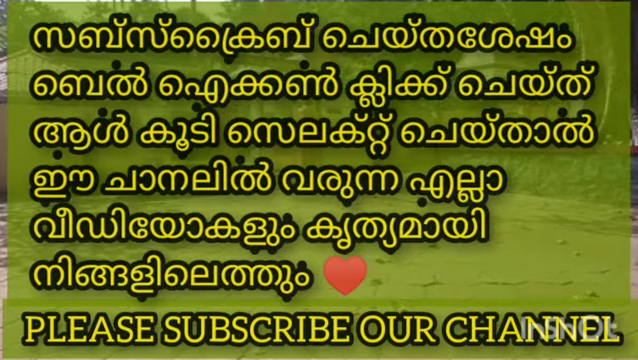 സബ്സ്ക്രൈബ് ചെയ്തശേഷം
ബെൽ ഐക്കൺ ക്ലിക്ക് ചെയ്ത്
ആൾ കൂടി സെലക്റ്റ് ചെയ്താൽ
ഈ ചാനലിൽ വരുന്ന എല്ലാ
വീഡിയോകളും കൃത്യമായി
നിങ്ങളിലെത്തും ❤️
PLEASE SUBSCRIBE OUR CHANNEL